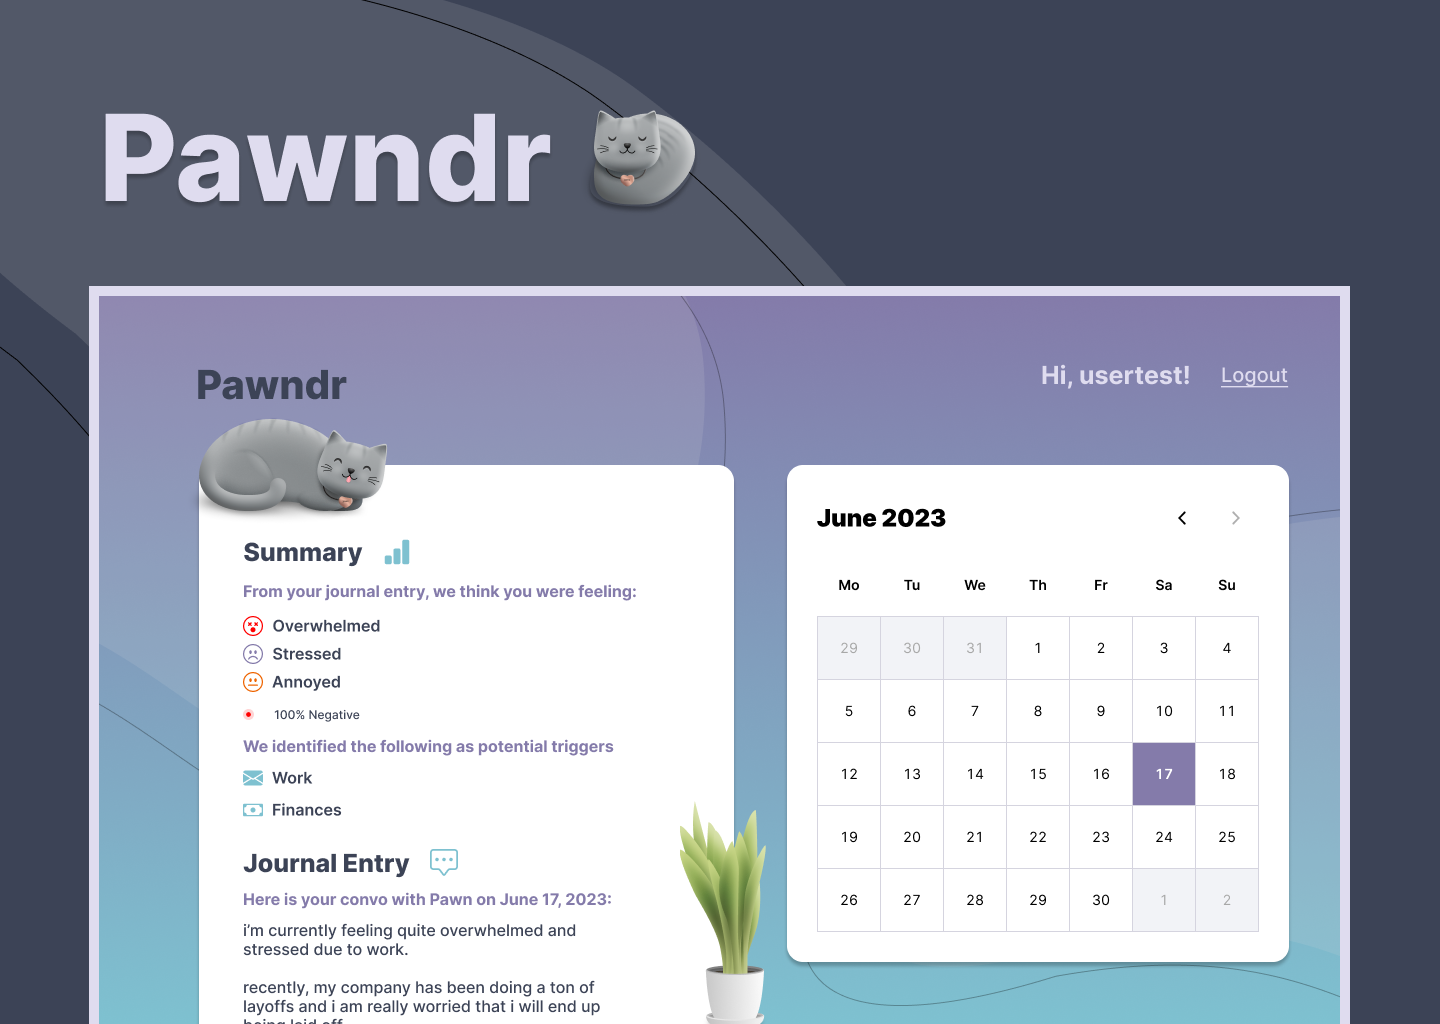 Pawndr
Pawndr
Hi, usertest!
Logout
Summary
From your journal entry, we think you were feeling:
Overwhelmed
Stressed
Annoyed
100% Negative
We identified the following as potential triggers
Work
Finances
Journal Entry
Here is your convo with Pawn on June 17, 2023:
i'm currently feeling quite overwhelmed and
stressed due to work.
recently, my company has been doing a ton of
layoffs and i am really worried that i will end up
being laid off
June 2023
Mo Tu We Th Fr Sa Su
29 30 31 1 2 3 4
5 6 7 8 9 10 11
12 13 14 15 16 17 18
19 20 21 22 23 24 25
26 27 28 29 30 1 2